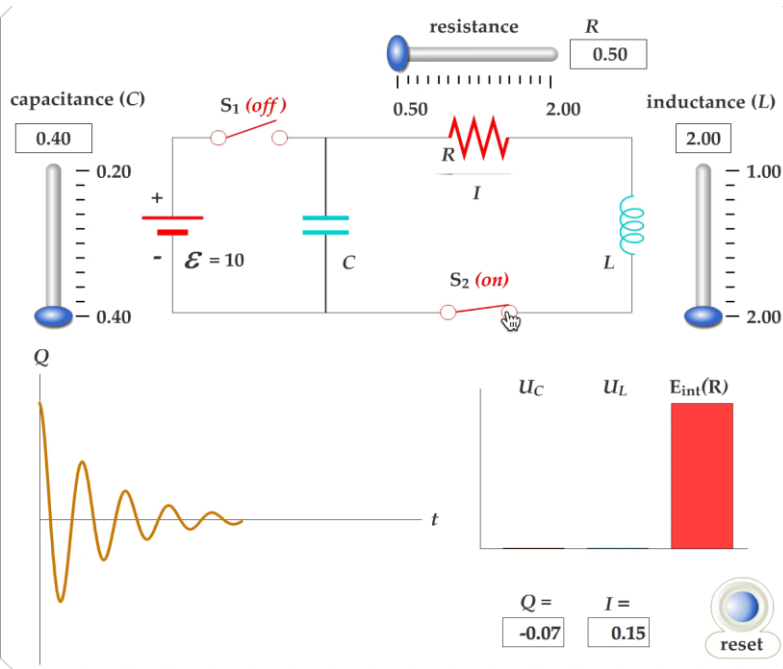 resistance R
0.50
0.50 2.00
capacitance (C)
0.40
0.20
0.40
S₁ (off)
inductance (L)
2.00
1.00
2.00
R
I
+
-
ℰ = 10
C
L
S₂ (on)
Q
t
U_C U_L E_int(R)
Q = I =
-0.07 0.15
reset